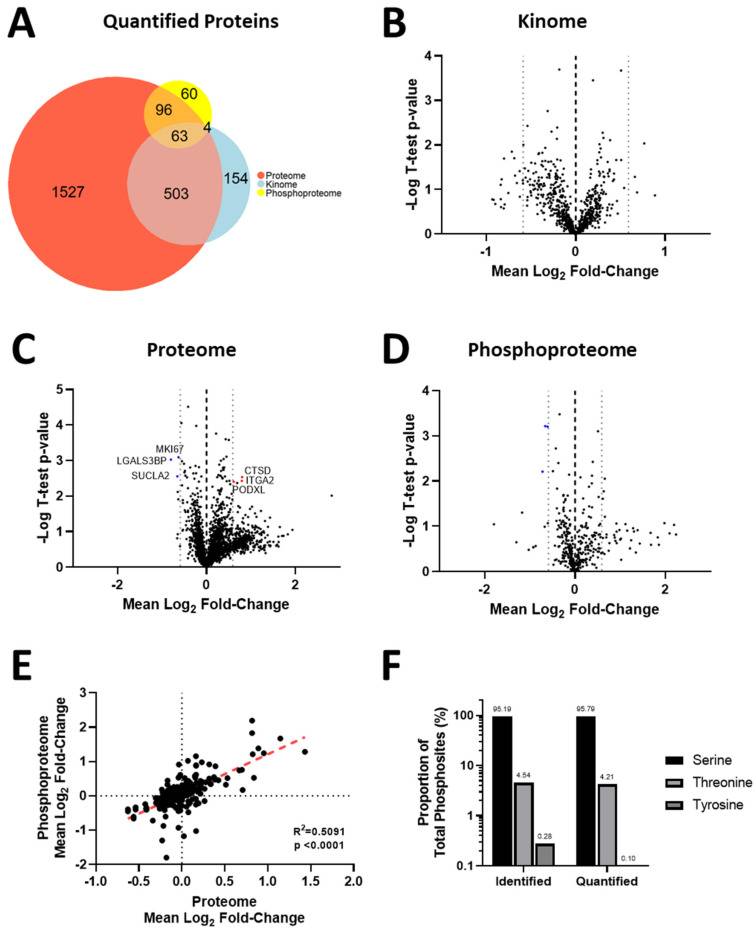 A
Quantified Proteins
60
96
4
63
1527
503
154
Proteome
Kinome
Phosphoproteome
B
Kinome
-Log T-test p-value
4
3
2
1
0
-1
0
1
Mean Log2 Fold-Change
C
Proteome
-Log T-test p-value
5
4
3
2
1
0
MKI67
LGALS3BP
SUCLA2
CTSD
ITGA2
PODXL
-2
0
2
Mean Log2 Fold-Change
D
Phosphoproteome
-Log T-test p-value
4
3
2
1
0
-2
0
2
Mean Log2 Fold-Change
E
Phosphoproteome
Mean Log2 Fold-Change
3
2
1
0
-1
-2
R2=0.5091
p <0.0001
-1.0
-0.5
0.0
0.5
1.0
1.5
2.0
Proteome
Mean Log2 Fold-Change
F
Proportion of
Total Phosphosites (%)
100
10
1
0.1
95.19
4.54
0.28
95.79
4.21
0.10
Identified
Quantified
Serine
Threonine
Tyrosine